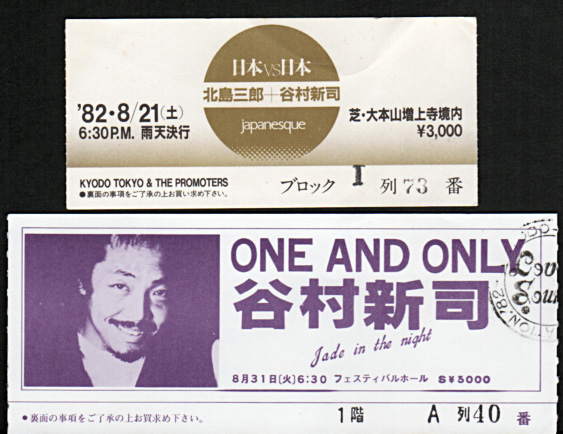 日本VS日本
北島三郎+谷村新司
japanesque
'82・8/21(土)
6:30P.M. 雨天決行
芝・大本山増上寺境内
¥3,000
KYODO TOKYO & THE PROMOTERS
●裏面の事項をご了承の上お買い求め下さい。
ブロック I 列 73 番
ONE AND ONLY
谷村新司
Jade in the night
8月31日(火)6:30 フェスティバルホール S¥3000
●裏面の事項をご了承の上お買求め下さい。
1階 A 列40 番